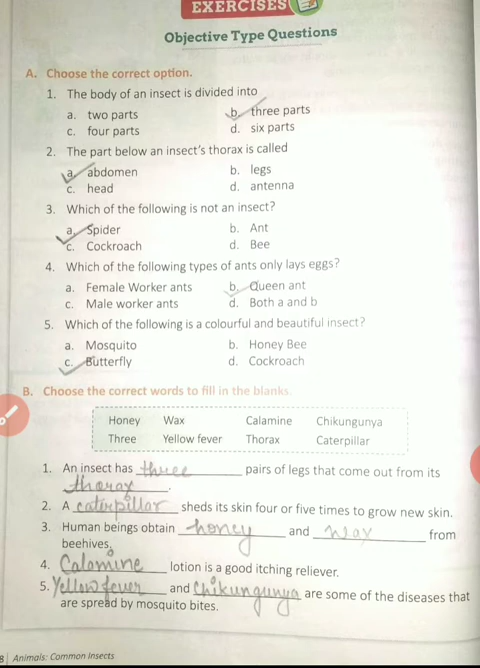 EXERCISES
Objective Type Questions
A. Choose the correct option.
1. The body of an insect is divided into
a. two parts b. three parts
c. four parts d. six parts
2. The part below an insect's thorax is called
a. abdomen b. legs
c. head d. antenna
3. Which of the following is not an insect?
a. Spider b. Ant
c. Cockroach d. Bee
4. Which of the following types of ants only lays eggs?
a. Female Worker ants b. Queen ant
c. Male worker ants d. Both a and b
5. Which of the following is a colourful and beautiful insect?
a. Mosquito b. Honey Bee
c. Butterfly d. Cockroach
B. Choose the correct words to fill in the blanks.
Honey Wax Calamine Chikungunya
Three Yellow fever Thorax Caterpillar
1. An insect has three pairs of legs that come out from its
thorax.
2. A caterpillar sheds its skin four or five times to grow new skin.
3. Human beings obtain honey and wax from
beehives.
4. Calamine lotion is a good itching reliever.
5. Yellow fever and Chikungunya are some of the diseases that
are spread by mosquito bites.
8 Animals: Common Insects